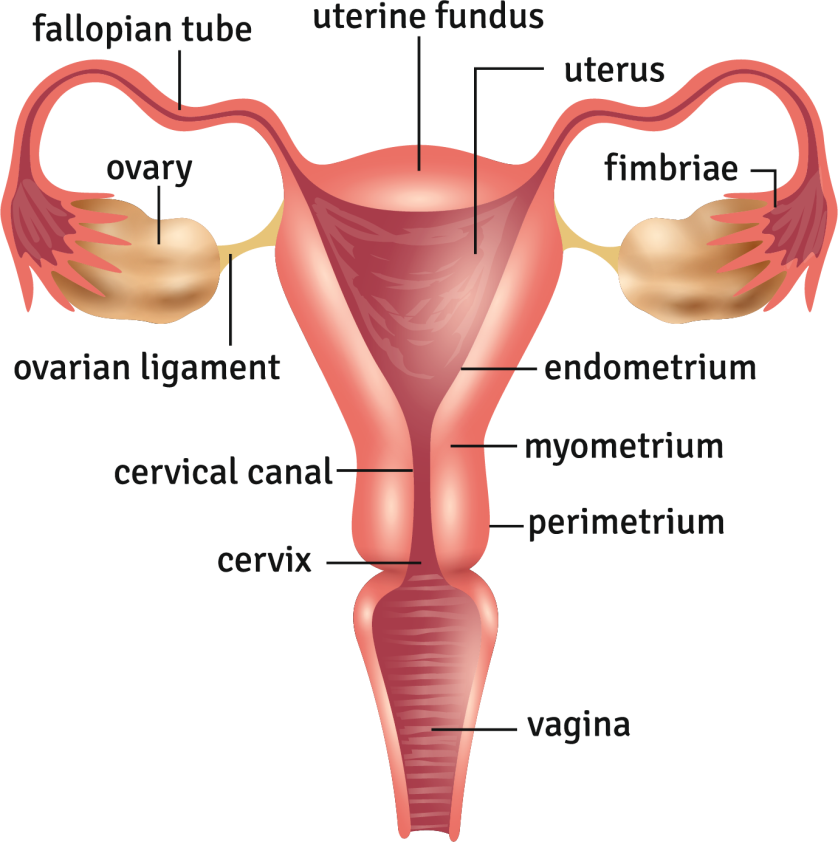 uterine fundus
fallopian tube
uterus
ovary
fimbriae
ovarian ligament
endometrium
myometrium
cervical canal
perimetrium
cervix
vagina